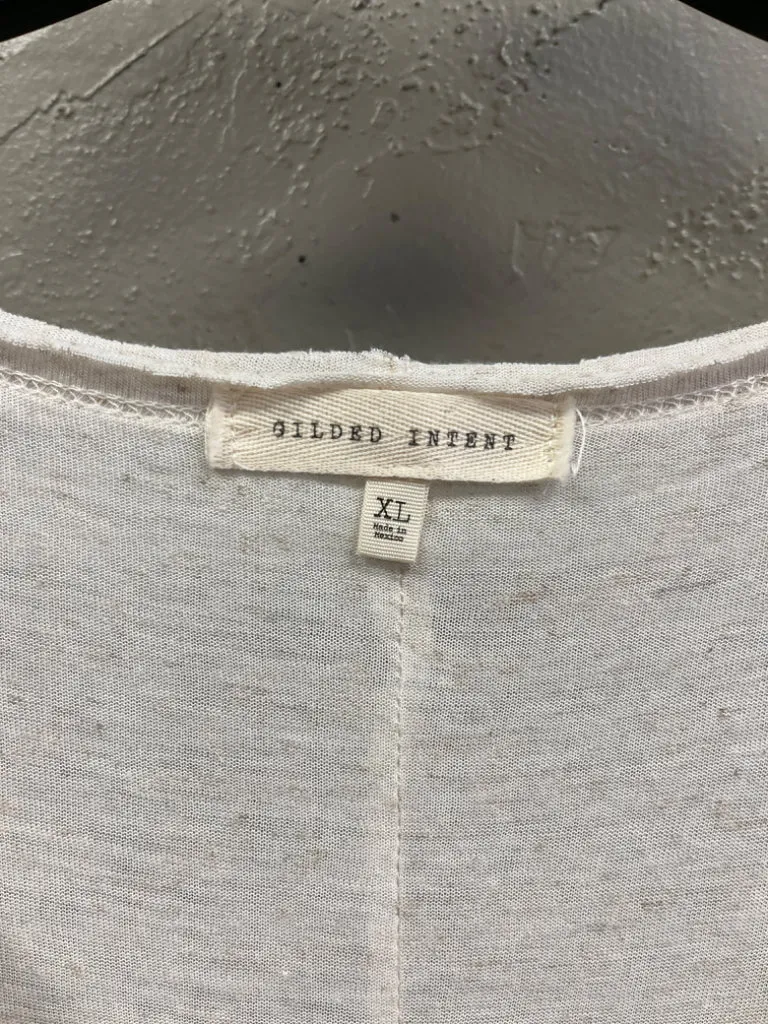 GILDED INTENT
XL
Made in
Mexico